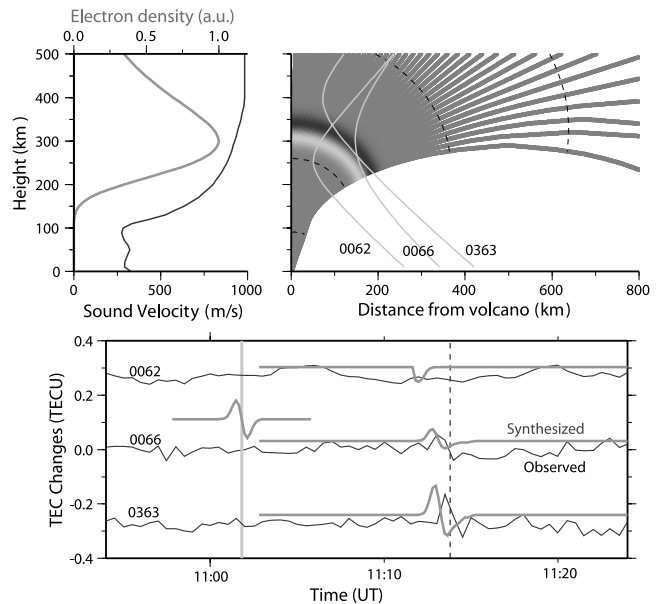 Electron density (a.u.)
0.0 0.5 1.0
500
400
300
200
100
0
Height (km)
0 500 1000
Sound Velocity (m/s)
0062
0066
0363
0 200 400 600 800
Distance from volcano (km)
0.4
0.2
0.0
-0.2
-0.4
TEC Changes (TECU)
0062
0066
0363
Synthesized
Observed
11:00 11:10 11:20
Time (UT)